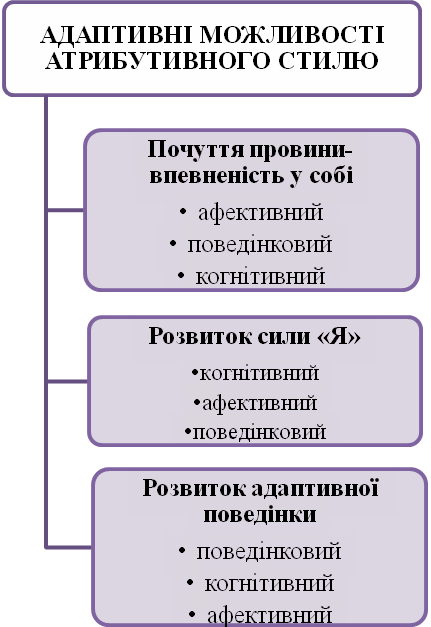 АДАПТИВНІ МОЖЛИВОСТІ
АТРИБУТИВНОГО СТИЛЮ
Почуття провини-
впевненість у собі
• афективний
• поведінковий
• когнітивний
Розвиток сили «Я»
•когнітивний
•афективний
•поведінковий
Розвиток адаптивної
поведінки
• поведінковий
• когнітивний
• афективний